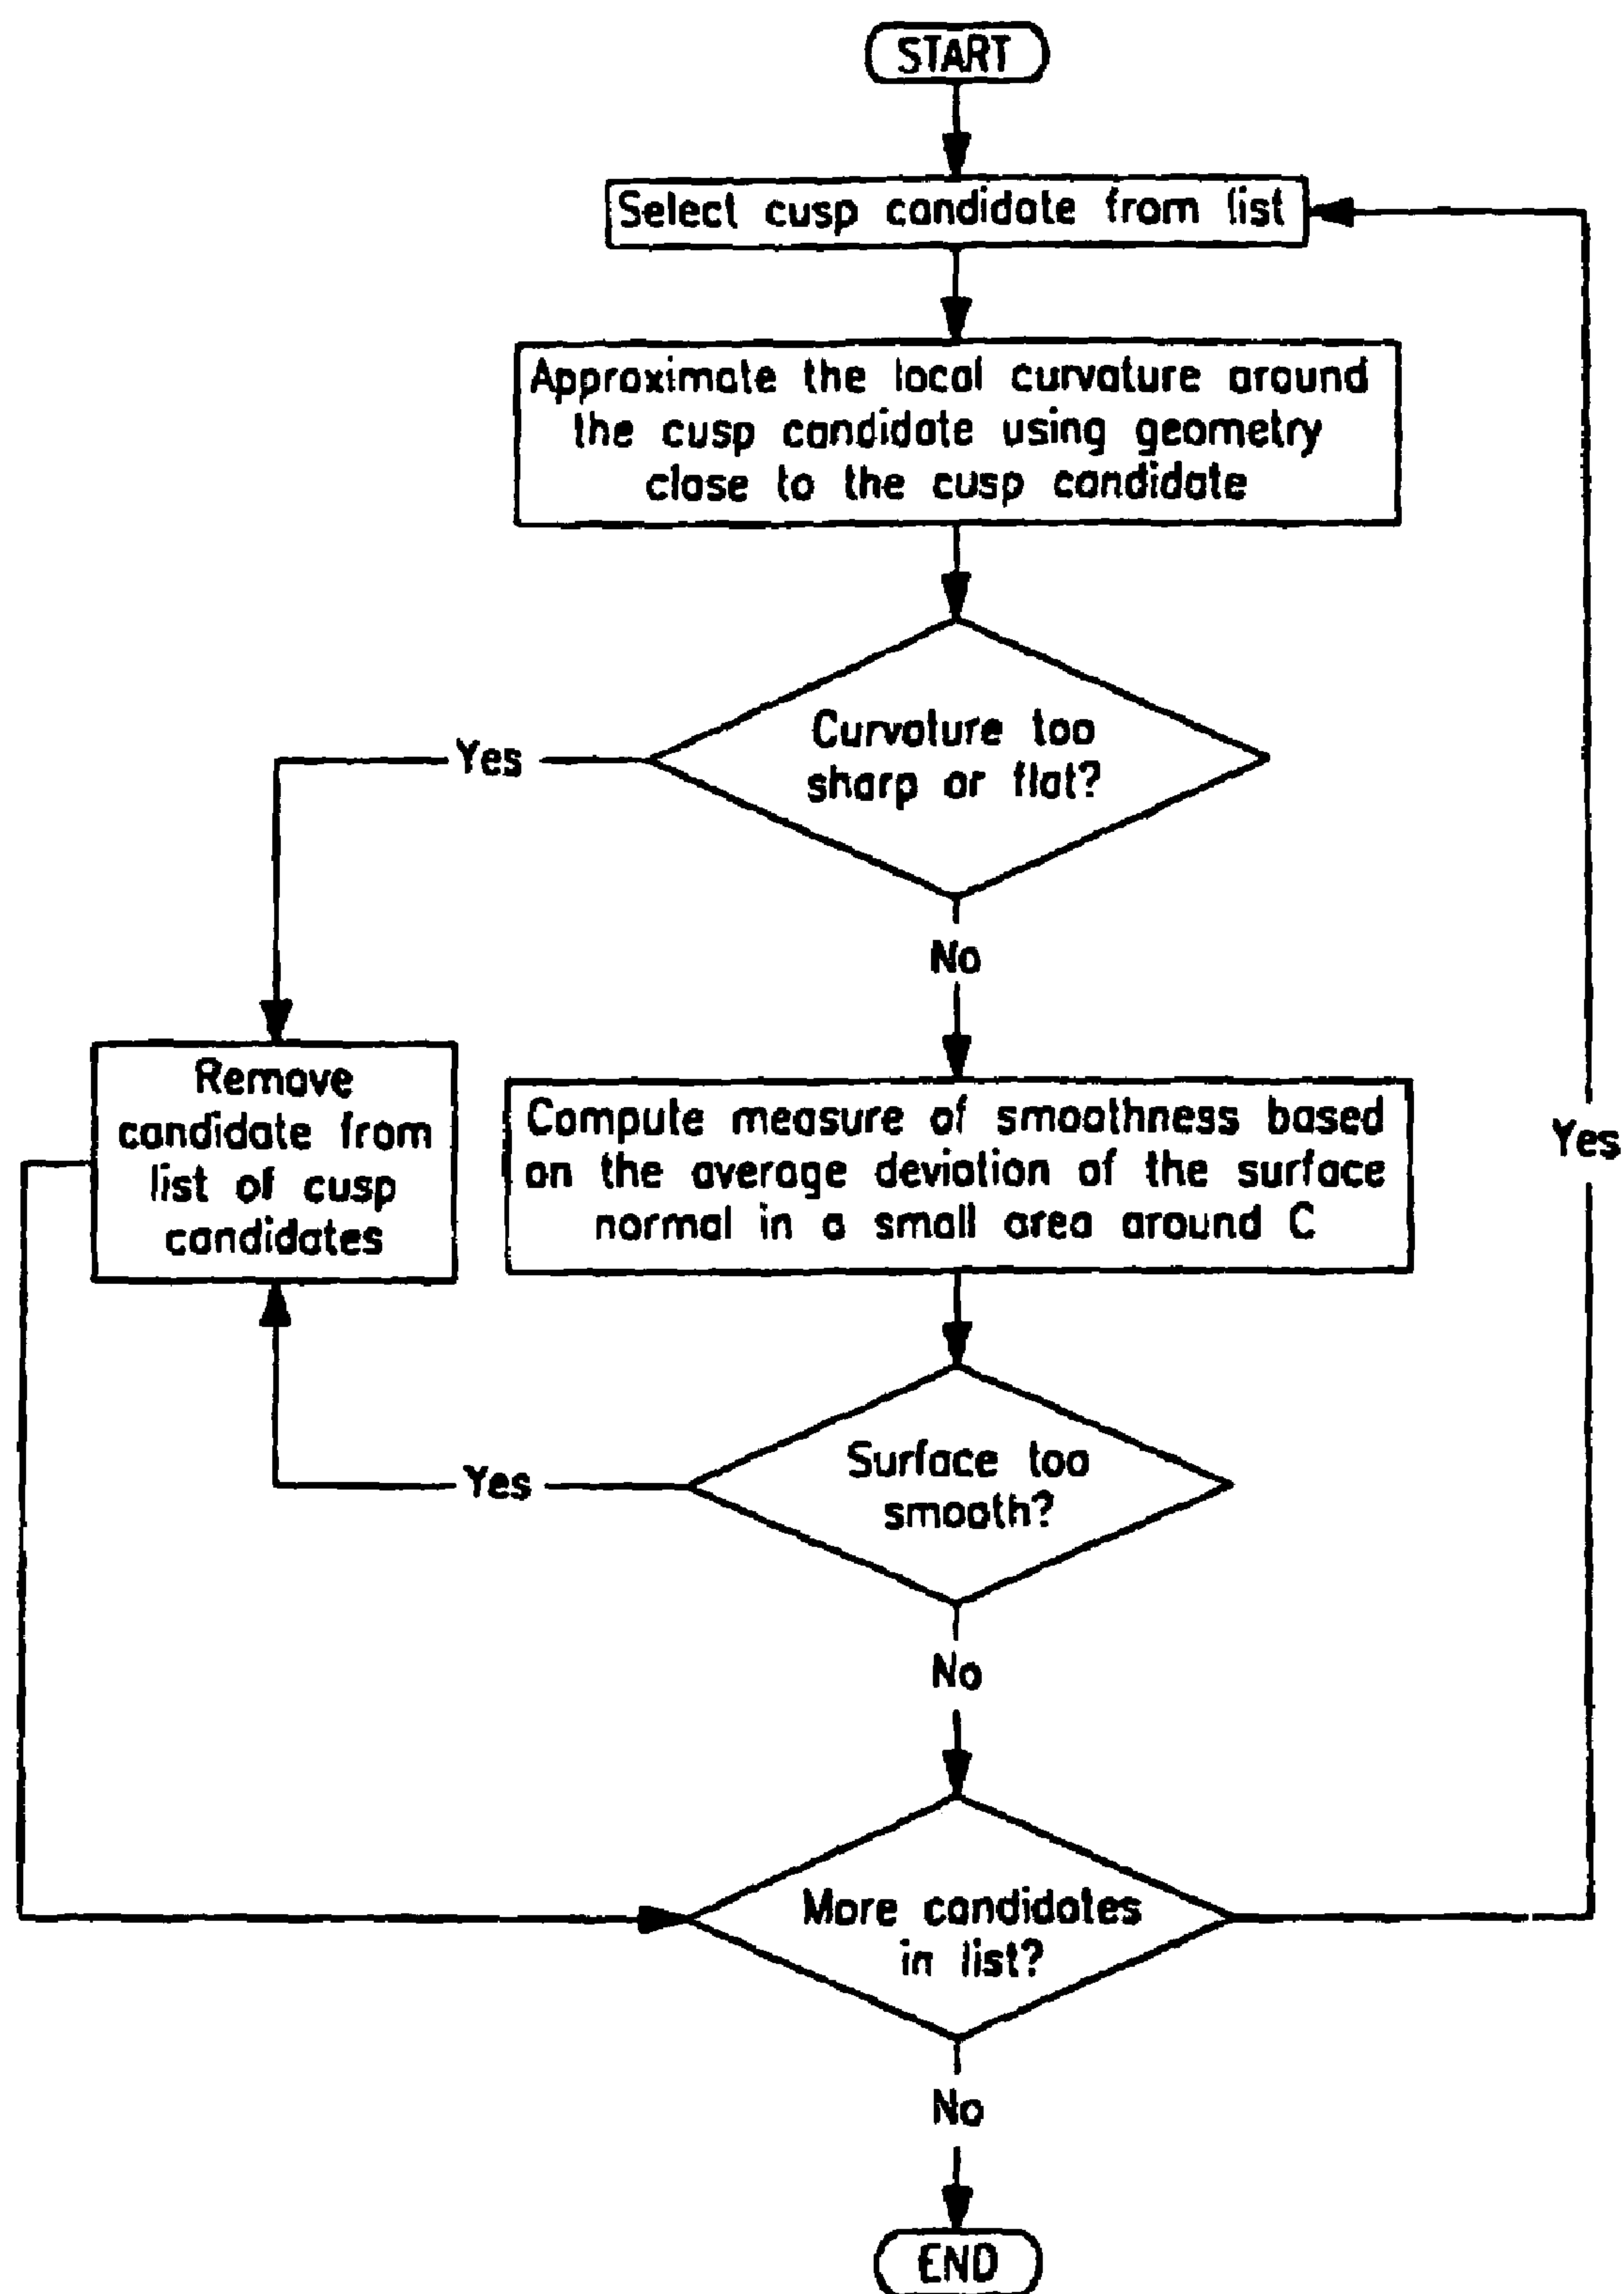 START
Select cusp candidate from list
Approximate the local curvature around
the cusp candidate using geometry
close to the cusp candidate
Curvature too
sharp or flat?
Yes
No
Remove
candidate from
list of cusp
candidates
Compute measure of smoothness based
on the average deviation of the surface
normal in a small area around C
Yes
Surface too
smooth?
Yes
No
More candidates
in list?
No
END